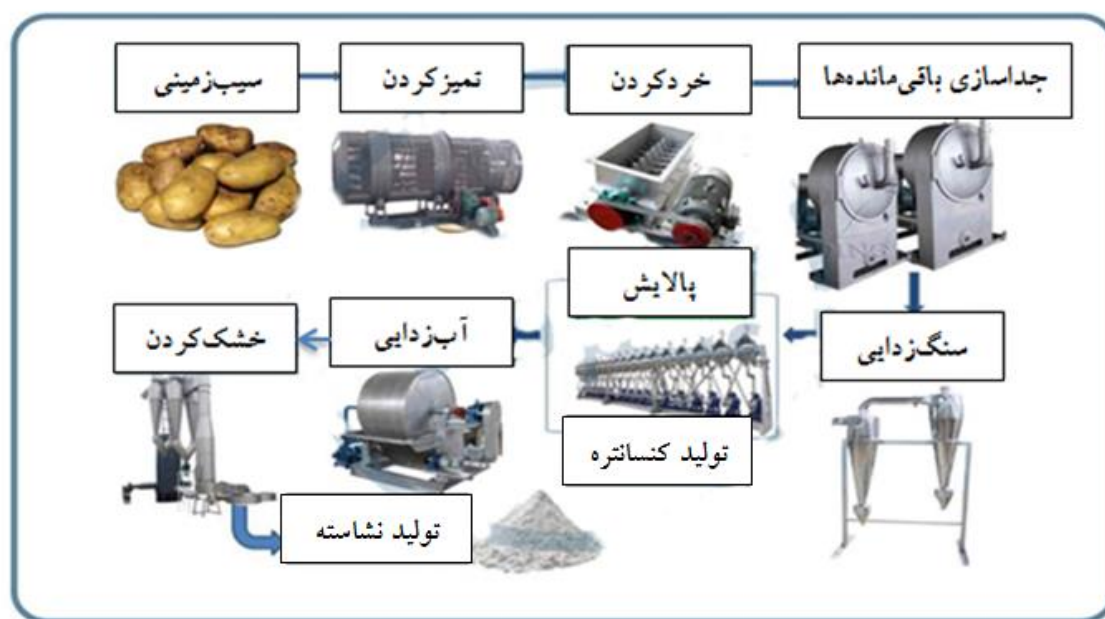 سیب‌زمینی
تمیزکردن
خردکردن
جداسازی باقی‌مانده‌ها
سنگ‌زدایی
پالایش
تولید کنسانتره
آب‌زدایی
خشک‌کردن
تولید نشاسته